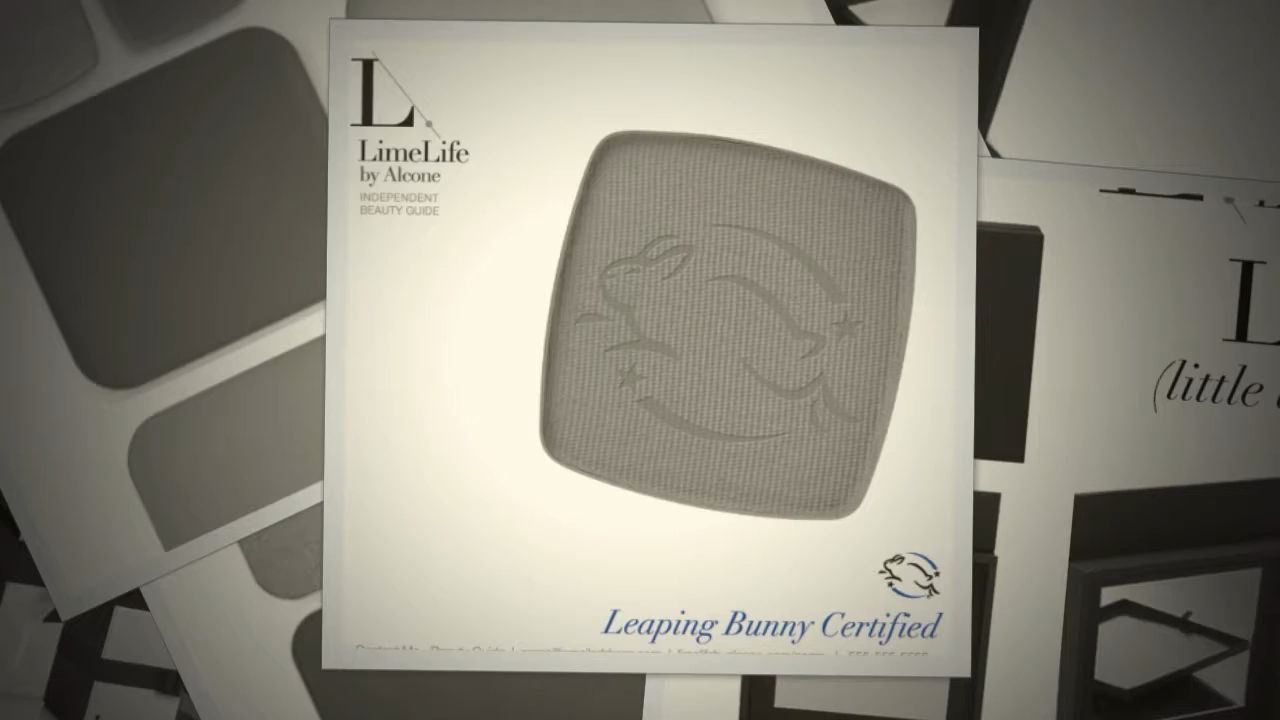 L
LimeLife
by Alcone
INDEPENDENT
BEAUTY GUIDE
L
(little
Leaping Bunny Certified